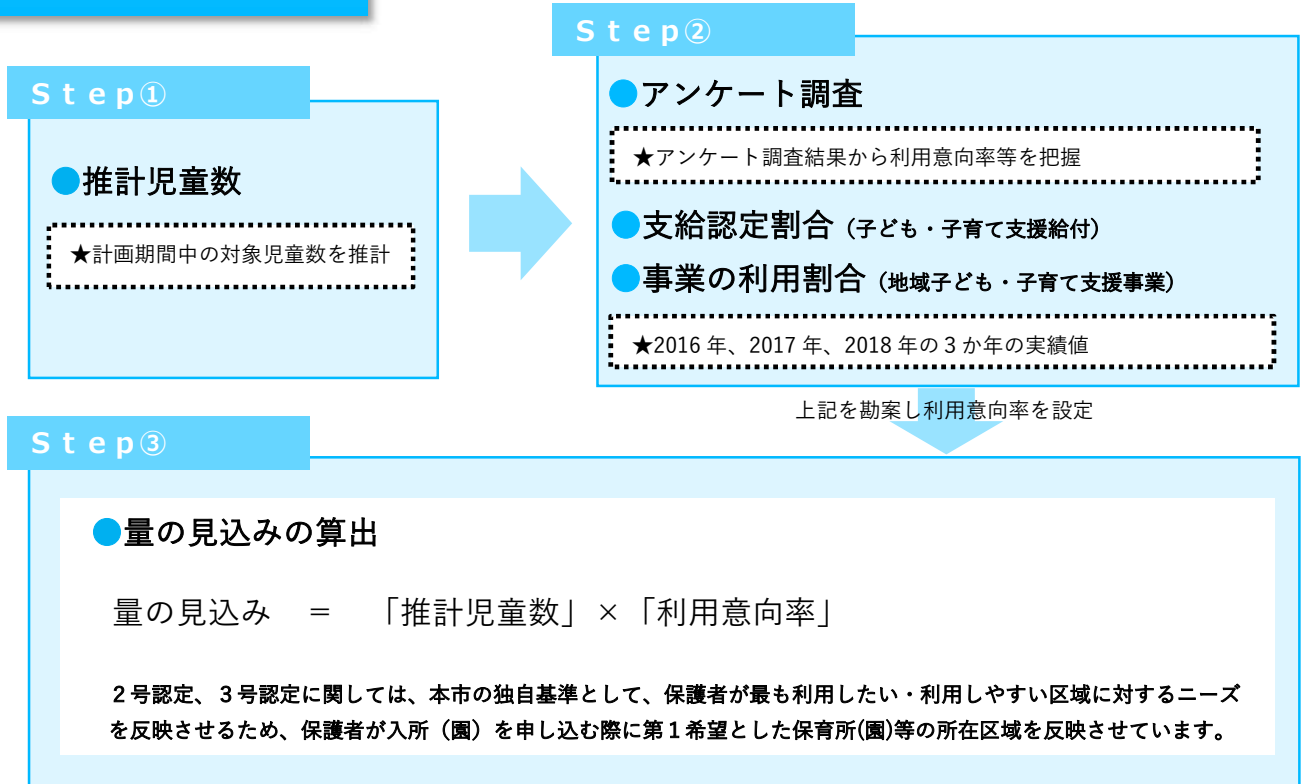 Step①
●推計児童数
★計画期間中の対象児童数を推計
Step②
●アンケート調査
★アンケート調査結果から利用意向率等を把握
●支給認定割合（子ども・子育て支援給付）
●事業の利用割合（地域子ども・子育て支援事業）
★2016 年、2017 年、2018 年の３か年の実績値
上記を勘案し利用意向率を設定
Step③
●量の見込みの算出
量の見込み　＝　「推計児童数」×「利用意向率」
２号認定、３号認定に関しては、本市の独自基準として、保護者が最も利用したい・利用しやすい区域に対するニーズ
を反映させるため、保護者が入所（園）を申し込む際に第１希望とした保育所(園)等の所在区域を反映させています。